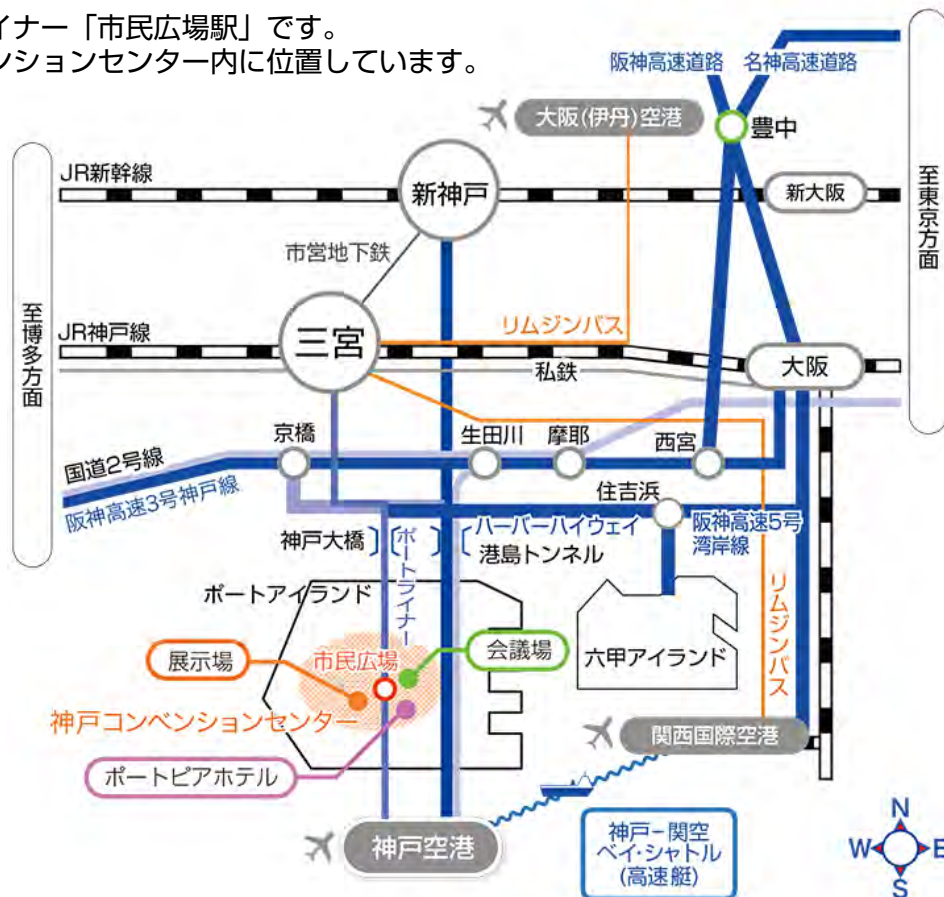 イナー「市民広場駅」です。
ンションセンター内に位置しています。
阪神高速道路
名神高速道路
大阪(伊丹)空港
豊中
至東京方面
JR新幹線
新神戸
新大阪
市営地下鉄
至博多方面
JR神戸線
三宮
リムジンバス
私鉄
大阪
京橋
生田川
摩耶
西宮
国道2号線
阪神高速3号神戸線
住吉浜
神戸大橋
ポートライナー
ハーバーハイウェイ
港島トンネル
阪神高速5号
湾岸線
ポートアイランド
リムジンバス
展示場
市民広場
会議場
六甲アイランド
神戸コンベンションセンター
関西国際空港
ポートピアホテル
神戸空港
神戸−関空
ベイ・シャトル
(高速艇)
N
W
E
S